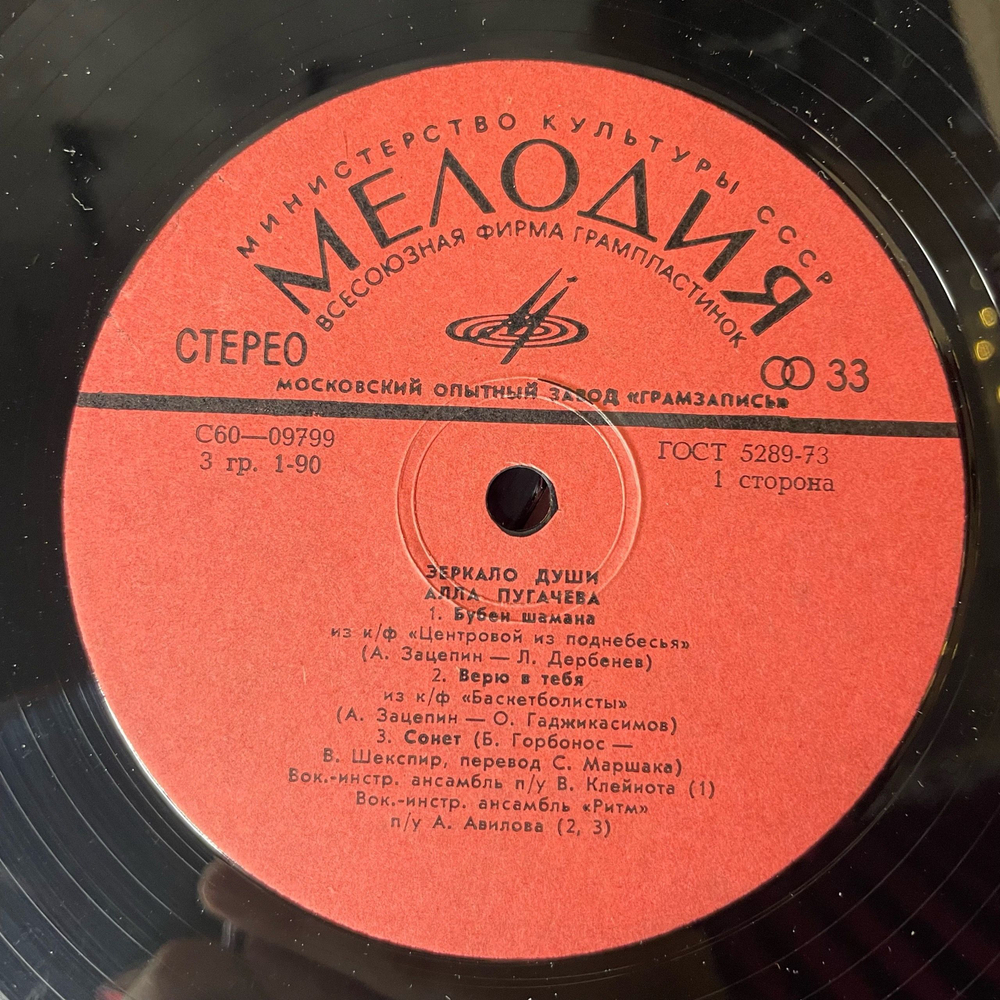 МИНИСТЕРСТВО КУЛЬТУРЫ СССР
МЕЛОДИЯ
ВСЕСОЮЗНАЯ ФИРМА ГРАМПЛАСТИНОК
СТЕРЕО
33
МОСКОВСКИЙ ОПЫТНЫЙ ЗАВОД «ГРАМЗАПИСЬ»
С60—09799
ГОСТ 5289-73
3 гр. 1-90
1 сторона
ЗЕРКАЛО ДУШИ
АЛЛА ПУГАЧЕВА
1. Бубен шамана
из к/ф «Центровой из поднебесья»
(А. Зацепин — Л. Дербенев)
2. Верю в тебя
из к/ф «Баскетболисты»
(А. Зацепин — О. Гаджикасимов)
3. Сонет (Б. Горбонос —
В. Шекспир, перевод С. Маршака)
Вок.-инстр. ансамбль п/у В. Клейнота (1)
Вок.-инстр. ансамбль «Ритм»
п/у А. Авилова (2, 3)